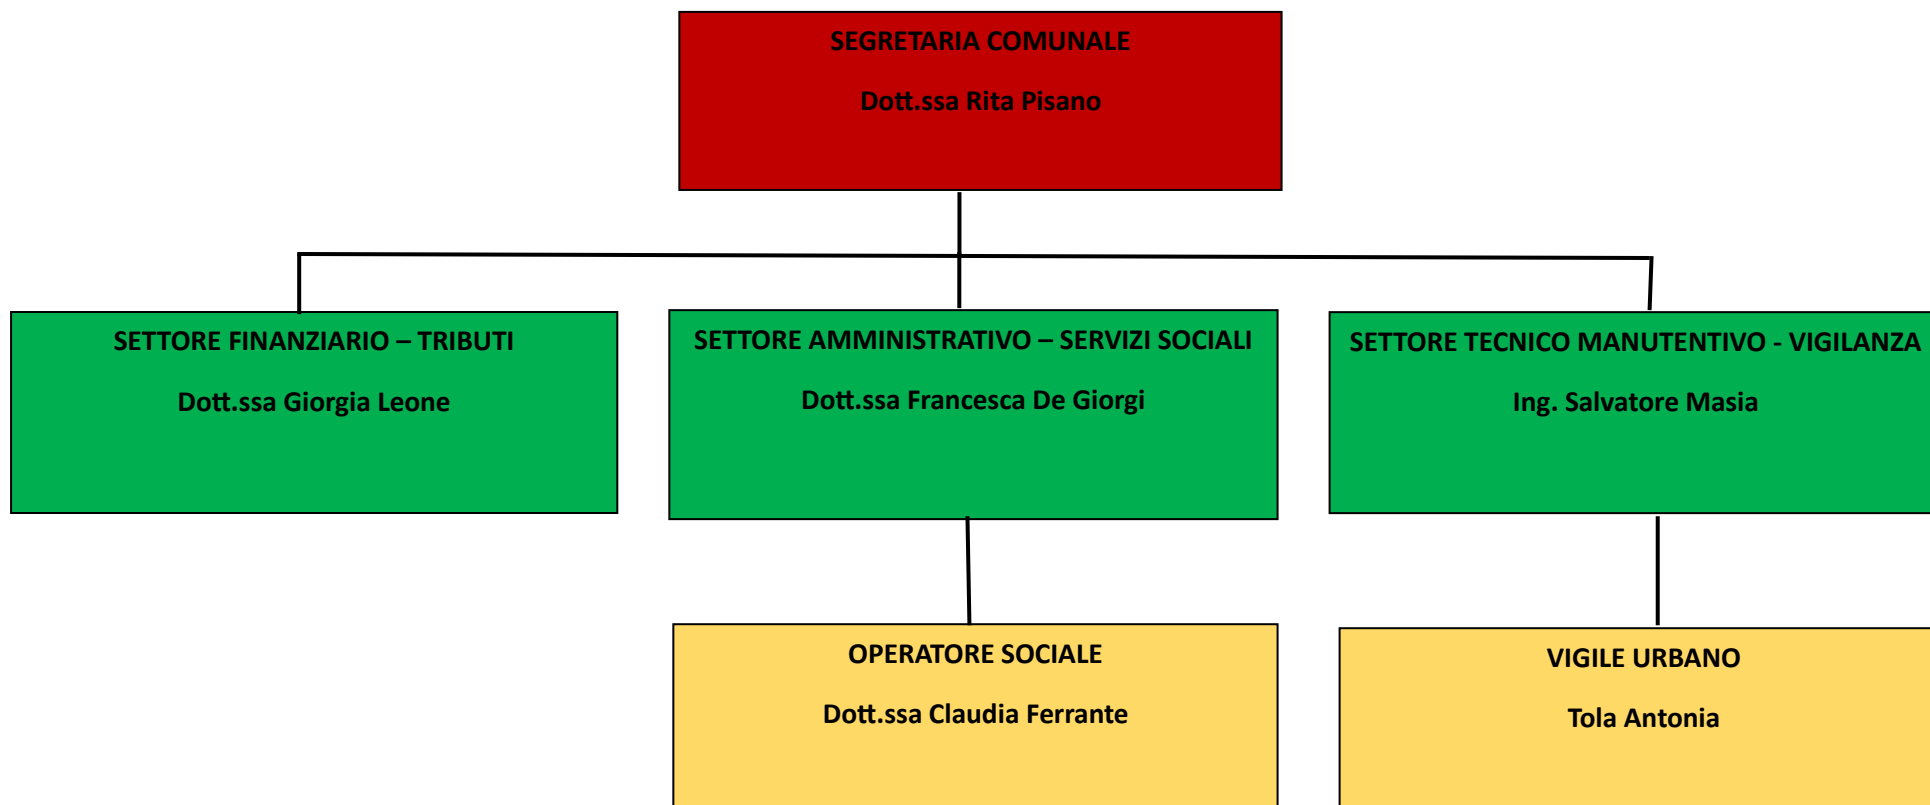 SEGRETARIA COMUNALE
Dott.ssa Rita Pisano
SETTORE FINANZIARIO – TRIBUTI
Dott.ssa Giorgia Leone
SETTORE AMMINISTRATIVO – SERVIZI SOCIALI
Dott.ssa Francesca De Giorgi
SETTORE TECNICO MANUTENTIVO - VIGILANZA
Ing. Salvatore Masia
OPERATORE SOCIALE
Dott.ssa Claudia Ferrante
VIGILE URBANO
Tola Antonia